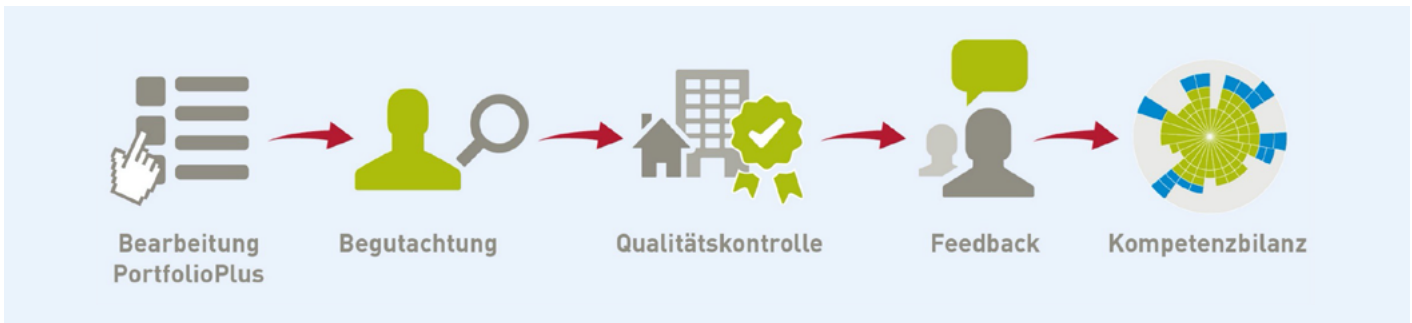 Bearbeitung
PortfolioPlus
Begutachtung
Qualitätskontrolle
Feedback
Kompetenzbilanz